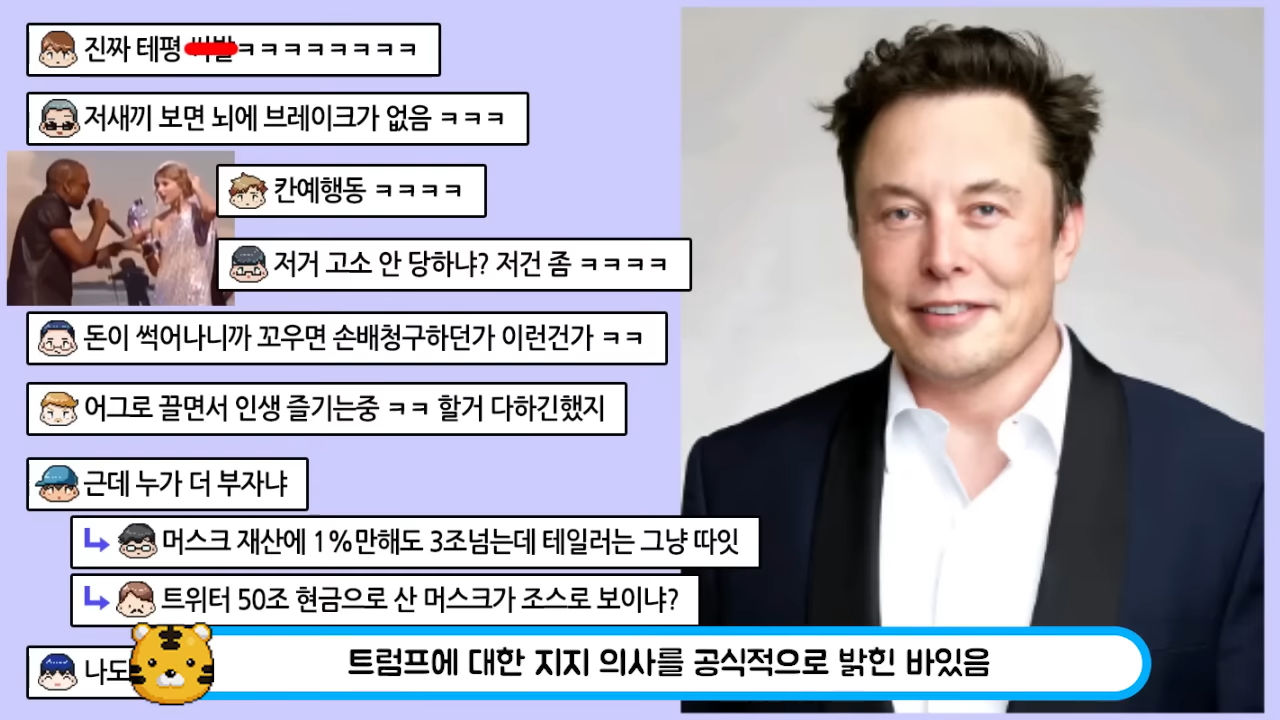 진짜 테평 ㅋㅋㅋㅋㅋㅋㅋㅋ
저새끼 보면 뇌에 브레이크가 없음 ㅋㅋㅋ
칸예행동 ㅋㅋㅋㅋ
저거 고소 안 당하냐? 저건 좀 ㅋㅋㅋㅋ
돈이 썩어나니까 꼬우면 손배청구하던가 이런건가 ㅋㅋ
어그로 끌면서 인생 즐기는중 ㅋㅋ 할거 다하긴했지
근데 누가 더 부자냐
머스크 재산에 1%만해도 3조넘는데 테일러는 그냥 따잇
트위터 50조 현금으로 산 머스크가 조스로 보이냐?
나도
트럼프에 대한 지지 의사를 공식적으로 밝힌 바있음